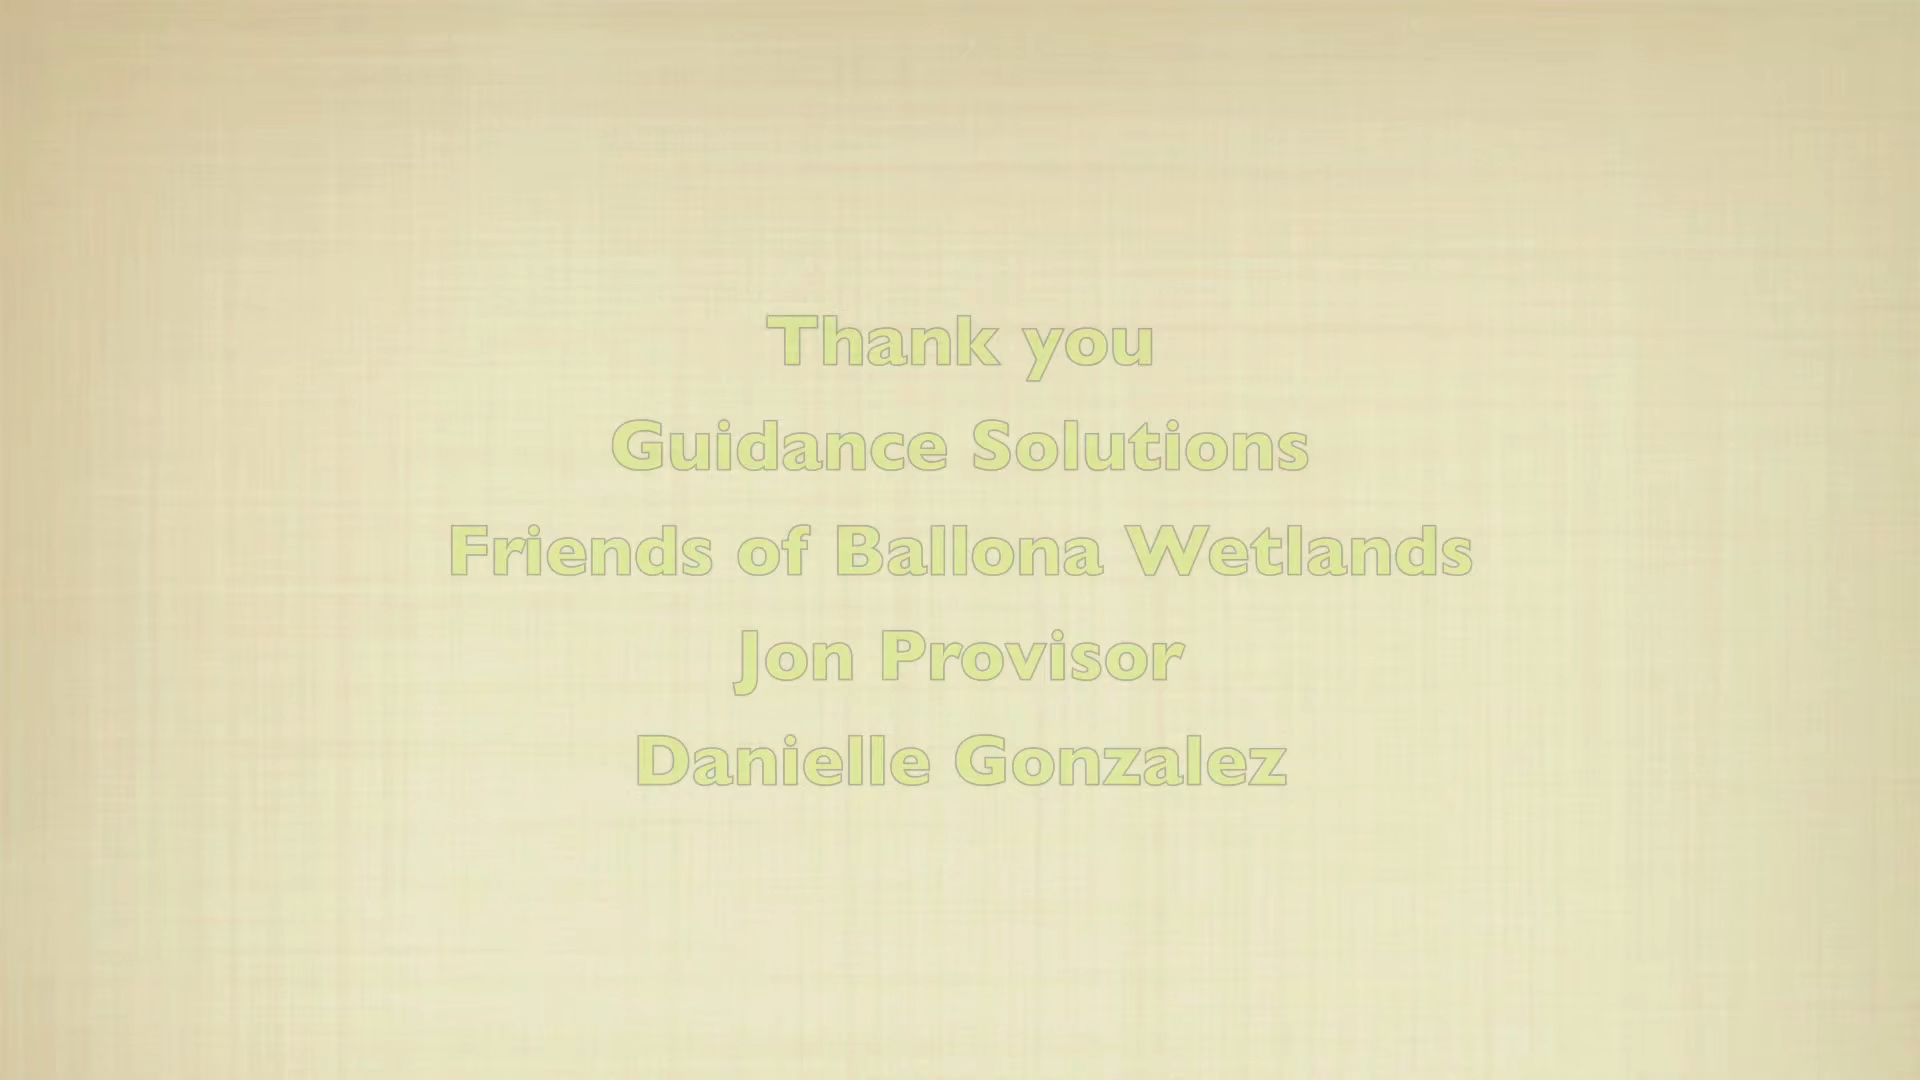 Thank you
Guidance Solutions
Friends of Ballona Wetlands
Jon Provisor
Danielle Gonzalez